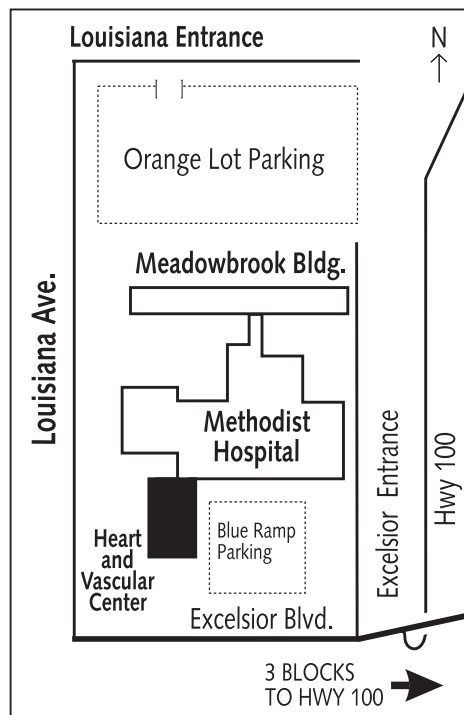 Louisiana Entrance
N
Orange Lot Parking
Meadowbrook Bldg.
Louisiana Ave.
Methodist
Hospital
Excelsior Entrance
Hwy 100
Heart
and
Vascular
Center
Blue Ramp
Parking
Excelsior Blvd.
3 BLOCKS
TO HWY 100